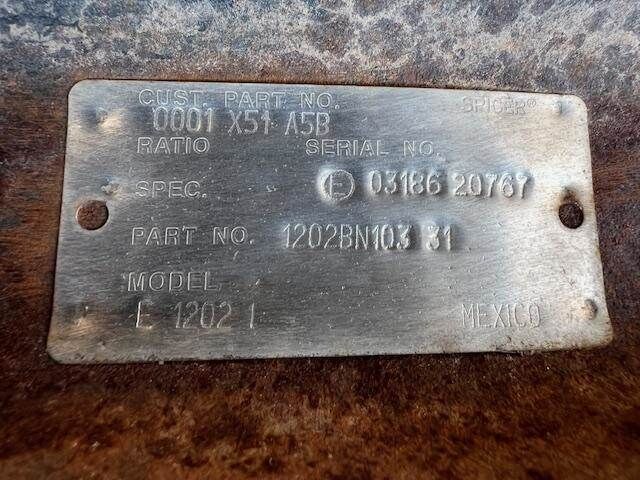 CUST. PART NO. SPICER®
0001 X51 A5B
RATIO SERIAL NO.
SPEC. E 03186 20767
PART NO. 1202BN103 31
MODEL
E 1202 I MEXICO